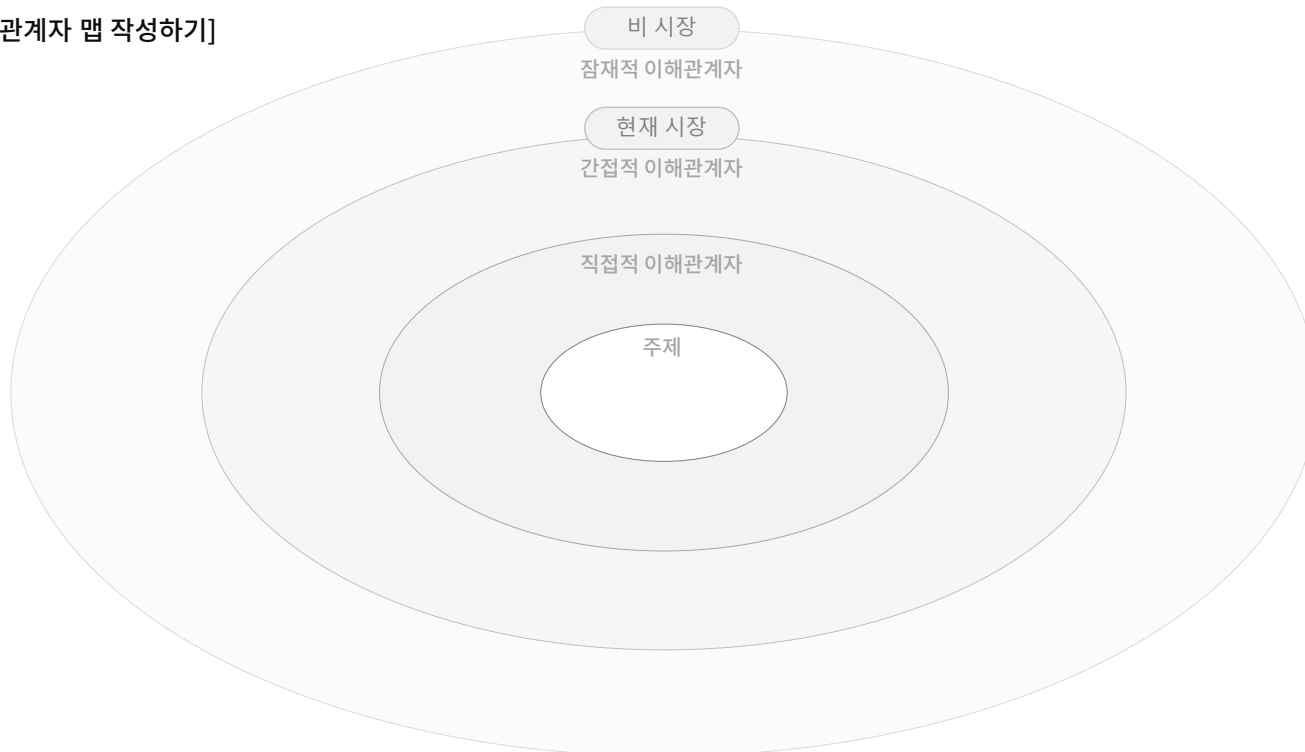 관계자 맵 작성하기]
비 시장
잠재적 이해관계자
현재 시장
간접적 이해관계자
직접적 이해관계자
주제